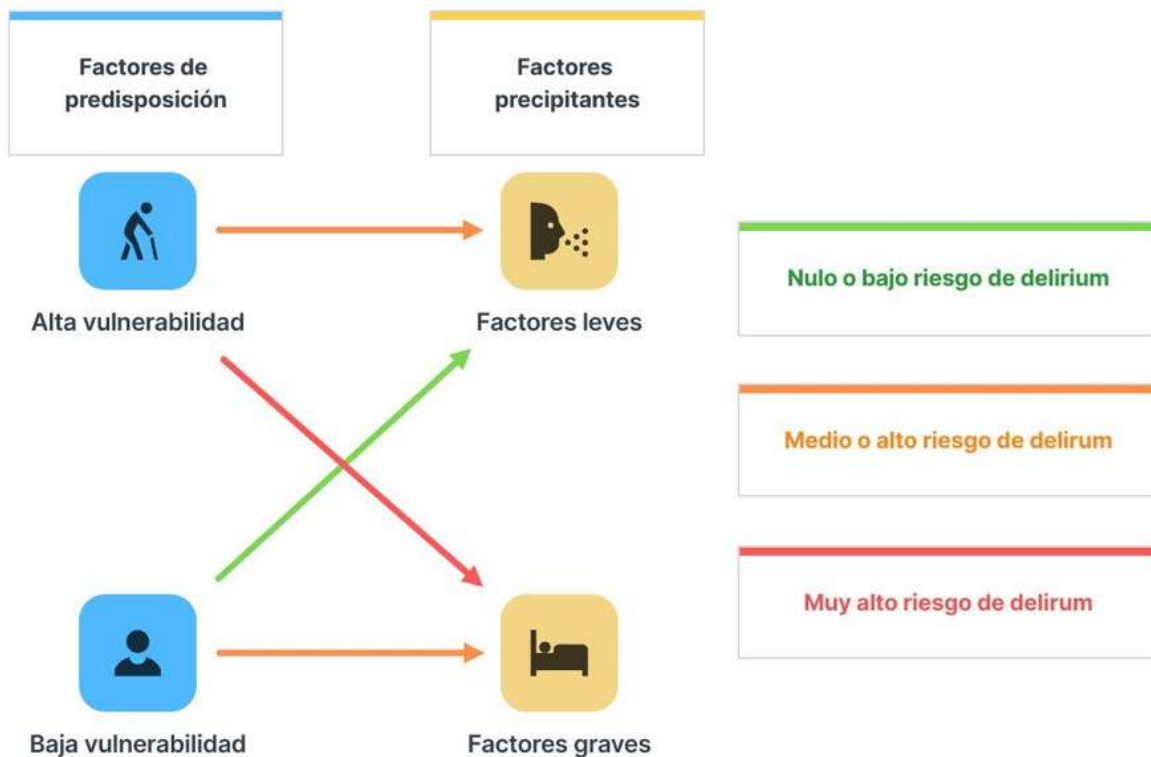 Factores de
predisposición
Factores
precipitantes
Alta vulnerabilidad
Factores leves
Nulo o bajo riesgo de delirium
Medio o alto riesgo de delirum
Muy alto riesgo de delirum
Baja vulnerabilidad
Factores graves